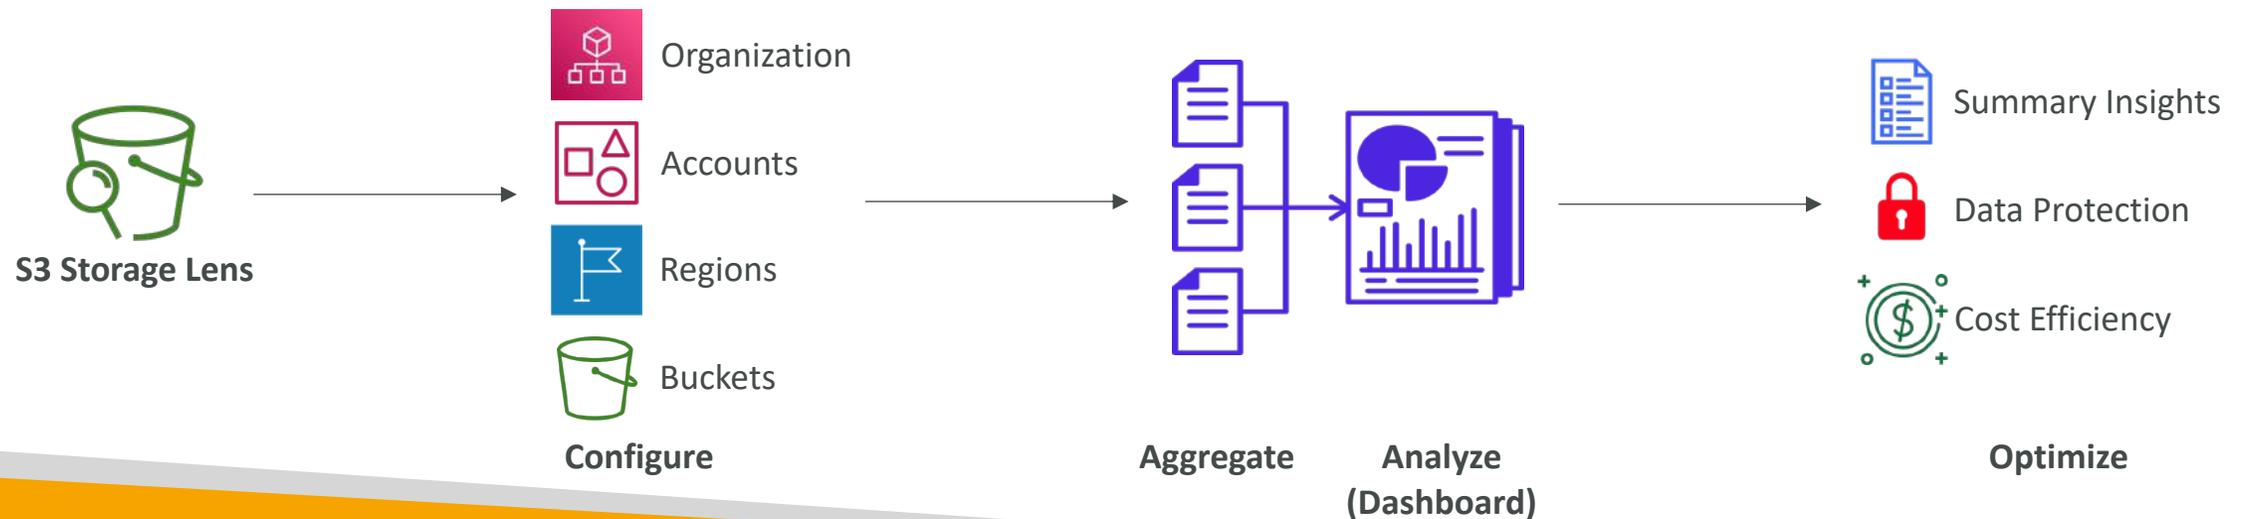 S3 Storage Lens
Organization
Accounts
Regions
Buckets
Configure
Aggregate
Analyze
(Dashboard)
Summary Insights
Data Protection
$ Cost Efficiency
Optimize